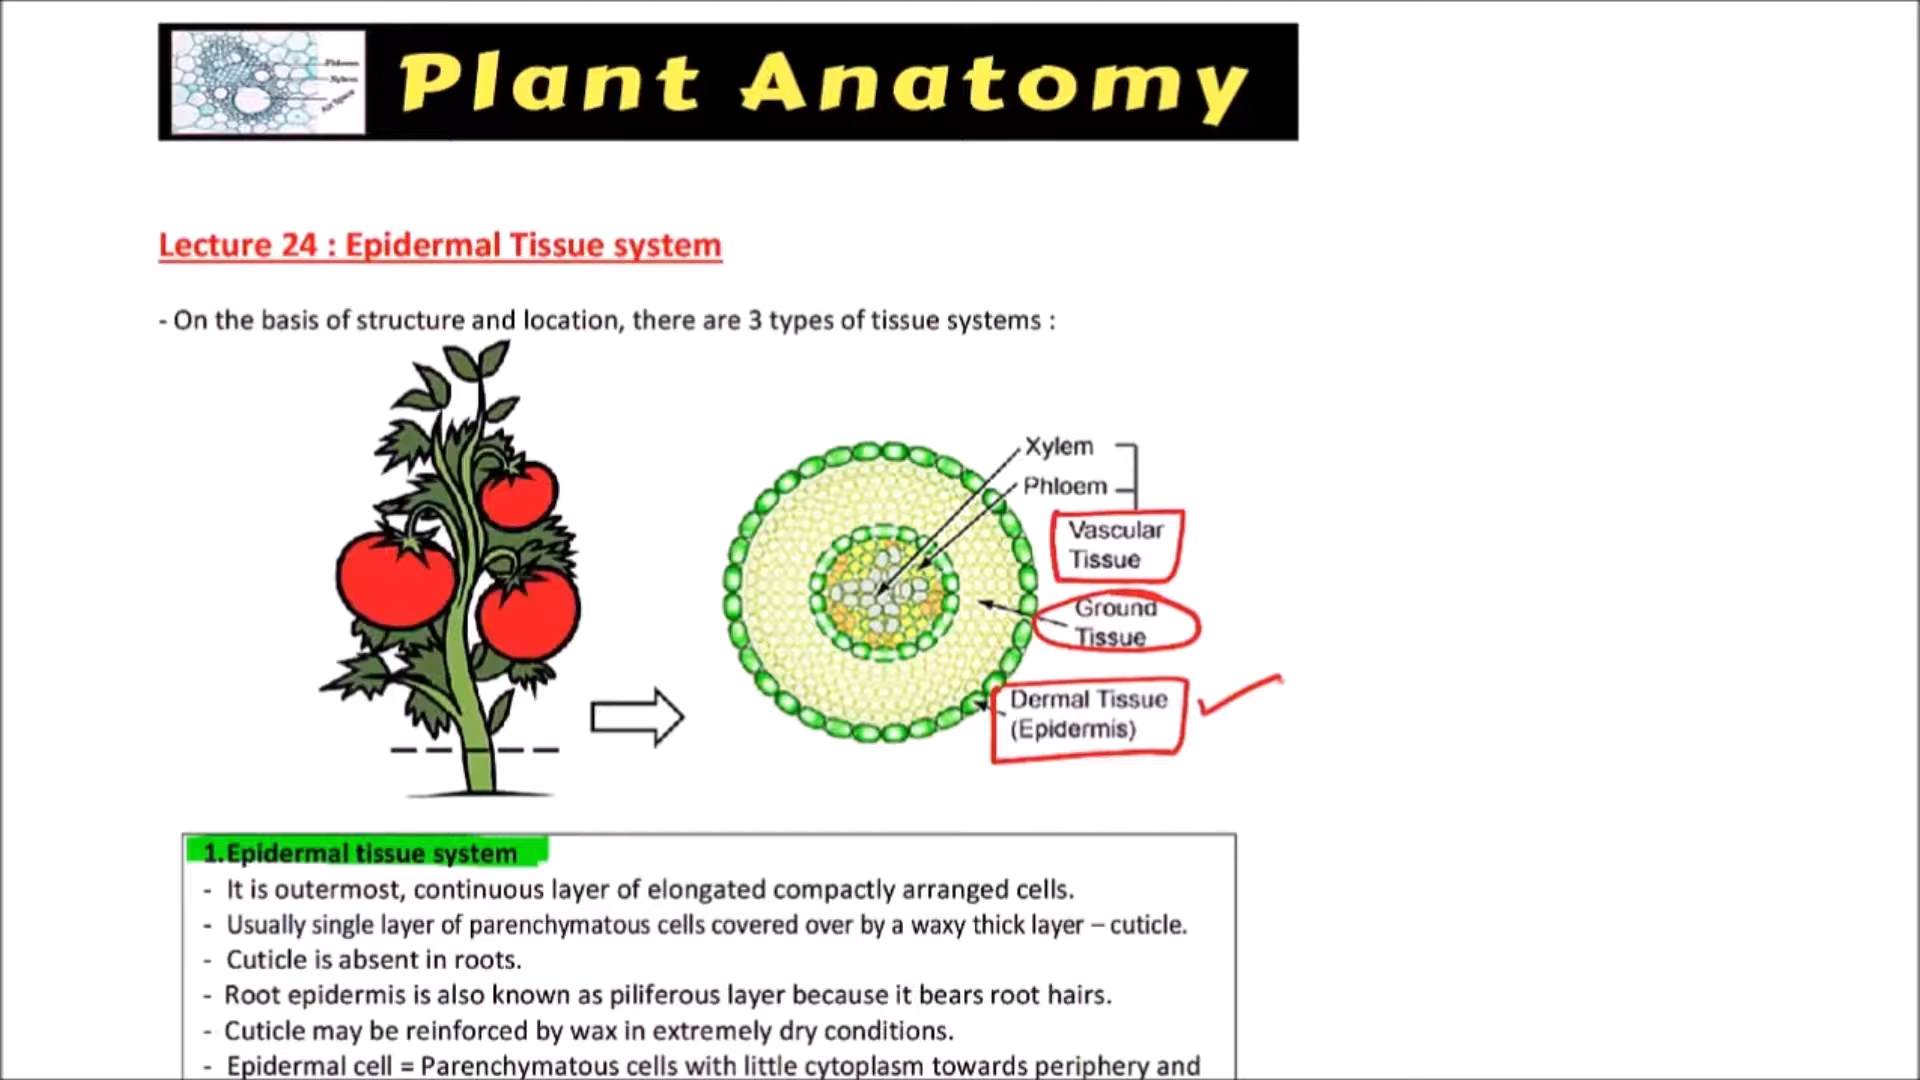 Phloem
Xylem
Air Space
Plant Anatomy
Lecture 24 : Epidermal Tissue system
- On the basis of structure and location, there are 3 types of tissue systems :
Xylem
Phloem
Vascular
Tissue
Ground
Tissue
Dermal Tissue
(Epidermis)
1.Epidermal tissue system
- It is outermost, continuous layer of elongated compactly arranged cells.
- Usually single layer of parenchymatous cells covered over by a waxy thick layer – cuticle.
- Cuticle is absent in roots.
- Root epidermis is also known as piliferous layer because it bears root hairs.
- Cuticle may be reinforced by wax in extremely dry conditions.
- Epidermal cell = Parenchymatous cells with little cytoplasm towards periphery and